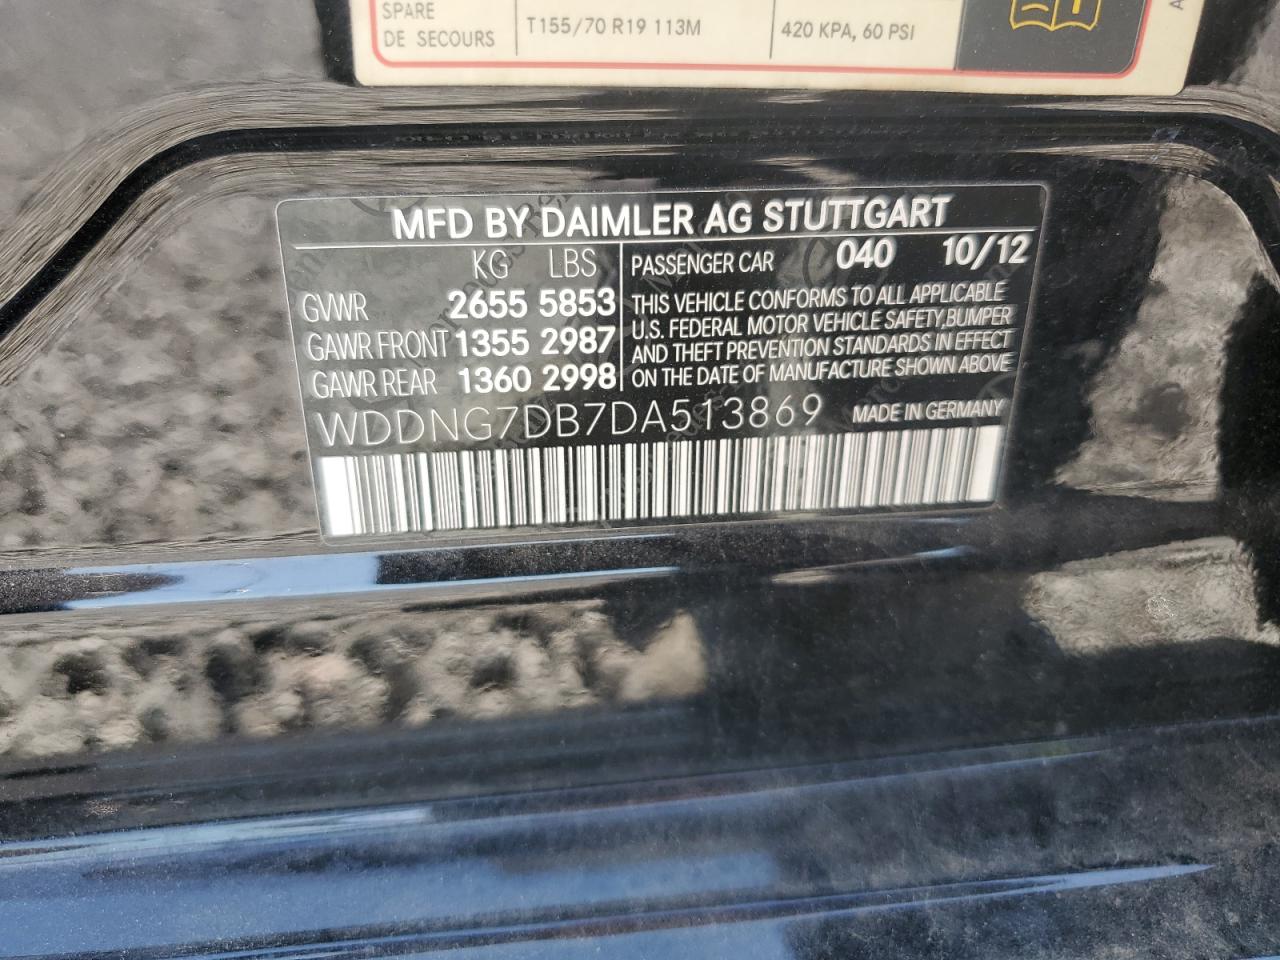 SPARE
DE SECOURS
T155/70 R19 113M
420 KPA, 60 PSI
MFD BY DAIMLER AG STUTTGART
KG LBS
GVWR 2655 5853
GAWR FRONT 1355 2987
GAWR REAR 1360 2998
PASSENGER CAR 040 10/12
THIS VEHICLE CONFORMS TO ALL APPLICABLE
U.S. FEDERAL MOTOR VEHICLE SAFETY,BUMPER
AND THEFT PREVENTION STANDARDS IN EFFECT
ON THE DATE OF MANUFACTURE SHOWN ABOVE
WDDNG7DB7DA513869 MADE IN GERMANY